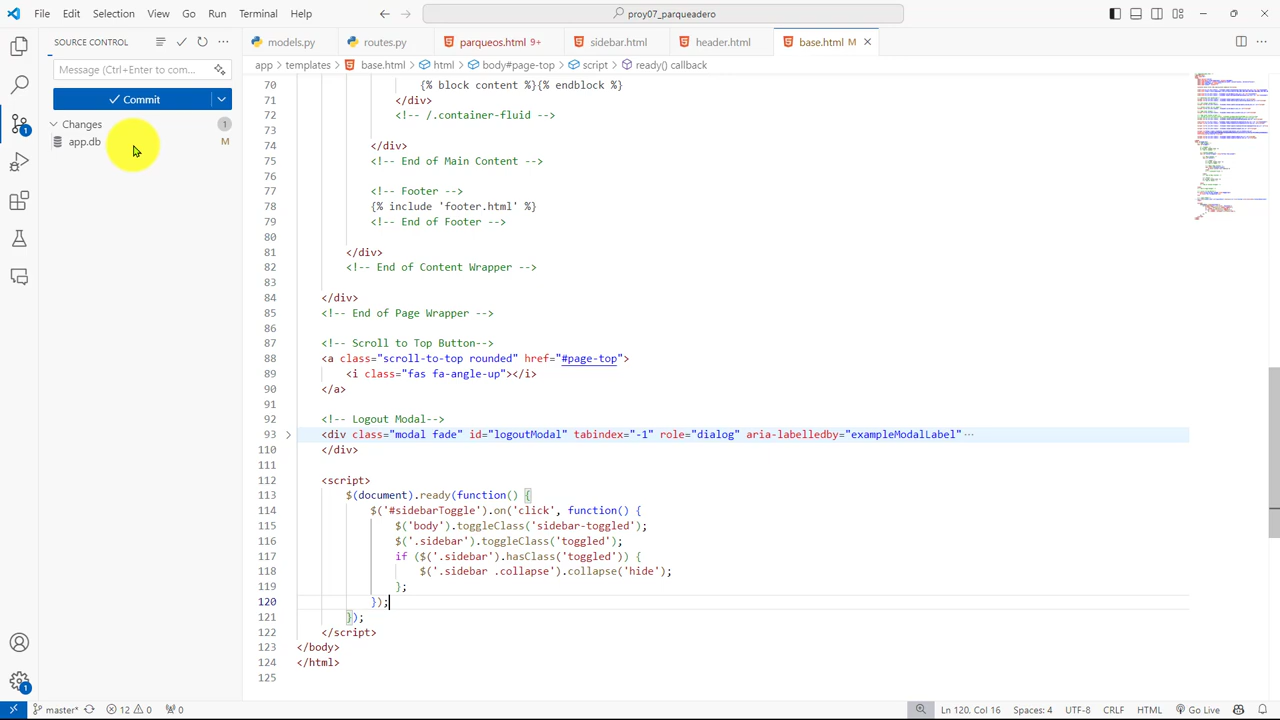 File Edit Selection View Go Run Terminal Help
proy07_parqueadero
SOURCE CONTROL
models.py
routes.py
parqueos.html 9+
sidebar.html
header.html
base.html M
app > templates > base.html > html > body#page-top > script > ready() callback
Message (Ctrl+Enter to com...
Commit
70 {% block content %}{% endblock %}
71 </div>
72
73
74 </div>
75 <!-- End of Main Content -->
76
77 <!-- Footer -->
78
79 <!-- End of Footer -->
80
81 </div>
82 <!-- End of Content Wrapper -->
83
84 </div>
85 <!-- End of Page Wrapper -->
86
87 <!-- Scroll to Top Button-->
88 <a class="scroll-to-top rounded" href="#page-top">
89 <i class="fas fa-angle-up"></i>
90 </a>
91
92 <!-- Logout Modal-->
93 <div class="modal fade" id="logoutModal" tabindex="-1" role="dialog" aria-labelledby="exampleModalLabel"···
110 </div>
111
112 <script>
113 $(document).ready(function() {
114 $('#sidebarToggle').on('click', function() {
115 $('body').toggleClass('sidebar-toggled');
116 $('.sidebar').toggleClass('toggled');
117 if ($('.sidebar').hasClass('toggled')) {
118 $('.sidebar .collapse').collapse('hide');
119 };
120 });
121 });
122 </script>
123 </body>
124 </html>
125
1
1
master*
12 0
0
Ln 120, Col 16
Spaces: 4
UTF-8
CRLF
HTML
Go Live